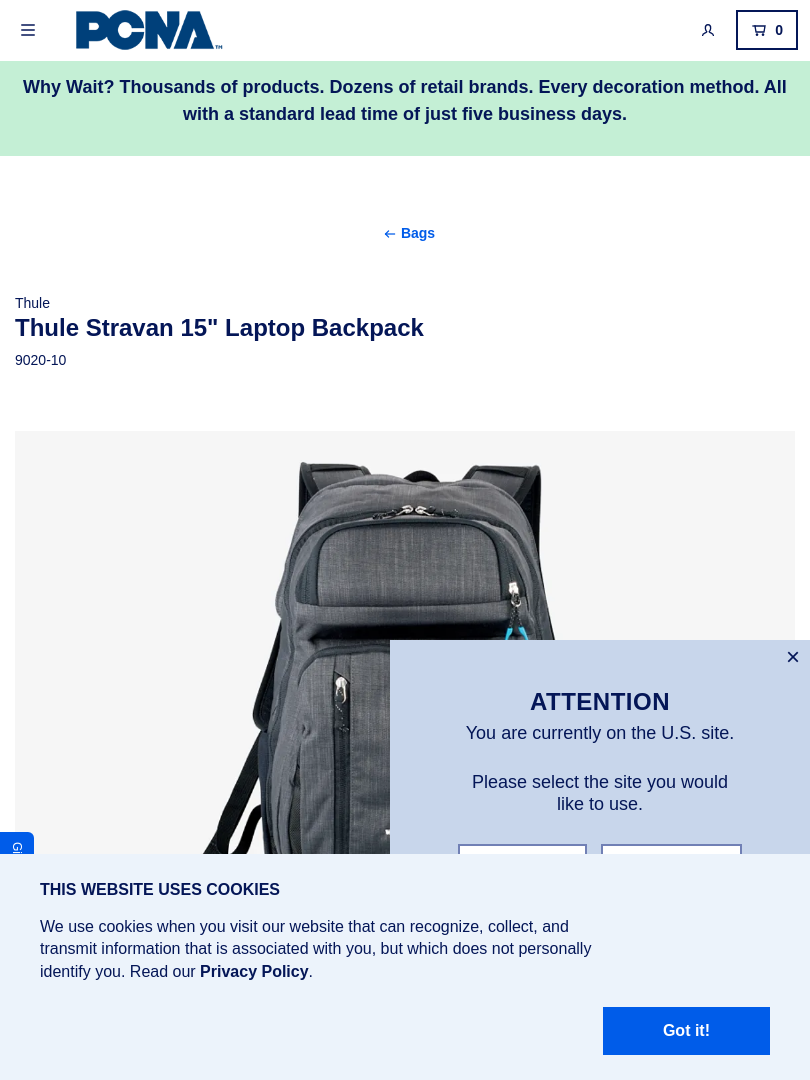 PCNA™
0
Why Wait? Thousands of products. Dozens of retail brands. Every decoration method. All
with a standard lead time of just five business days.
← Bags
Thule
Thule Stravan 15" Laptop Backpack
9020-10
ATTENTION
You are currently on the U.S. site.
Please select the site you would
like to use.
THIS WEBSITE USES COOKIES
We use cookies when you visit our website that can recognize, collect, and
transmit information that is associated with you, but which does not personally
identify you. Read our Privacy Policy.
Got it!